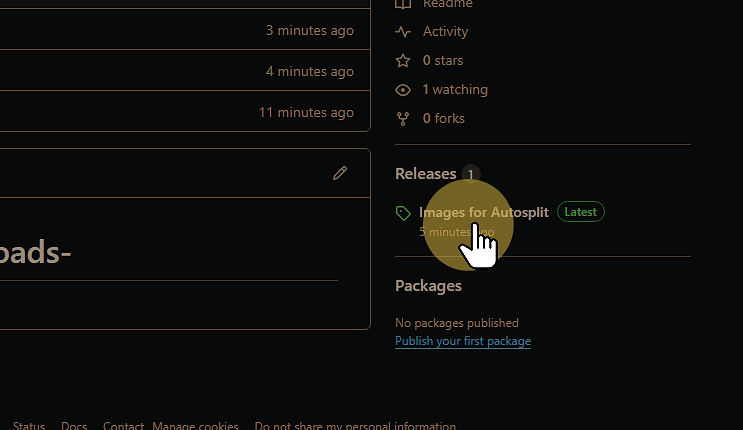 Readme
3 minutes ago
Activity
4 minutes ago
0 stars
1 watching
11 minutes ago
0 forks
Releases 1
Images for Autosplit Latest
5 minutes ago
oads-
Packages
No packages published
Publish your first package
Status Docs Contact Manage cookies Do not share my personal information